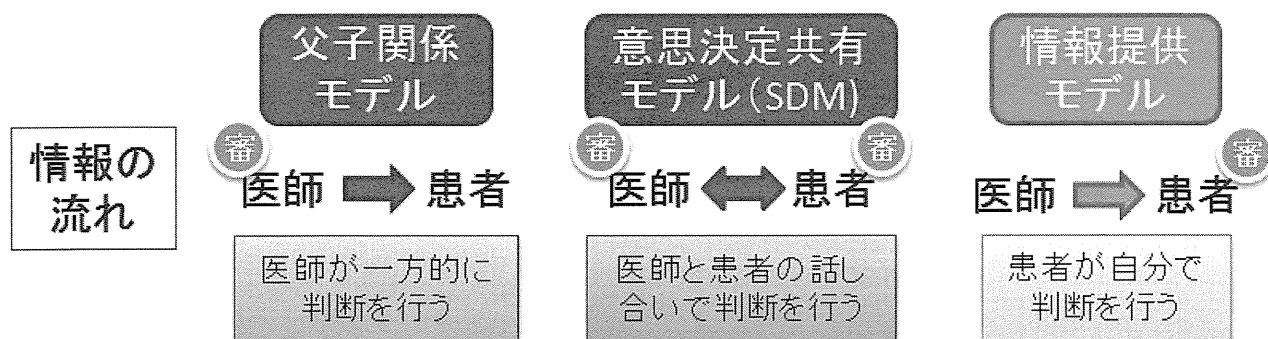 父子関係
モデル
意思決定共有
モデル(SDM)
情報提供
モデル
情報の
流れ
審
医師
患者
審
医師
患者
審
医師
患者
審
医師が一方的に
判断を行う
医師と患者の話し
合いで判断を行う
患者が自分で
判断を行う